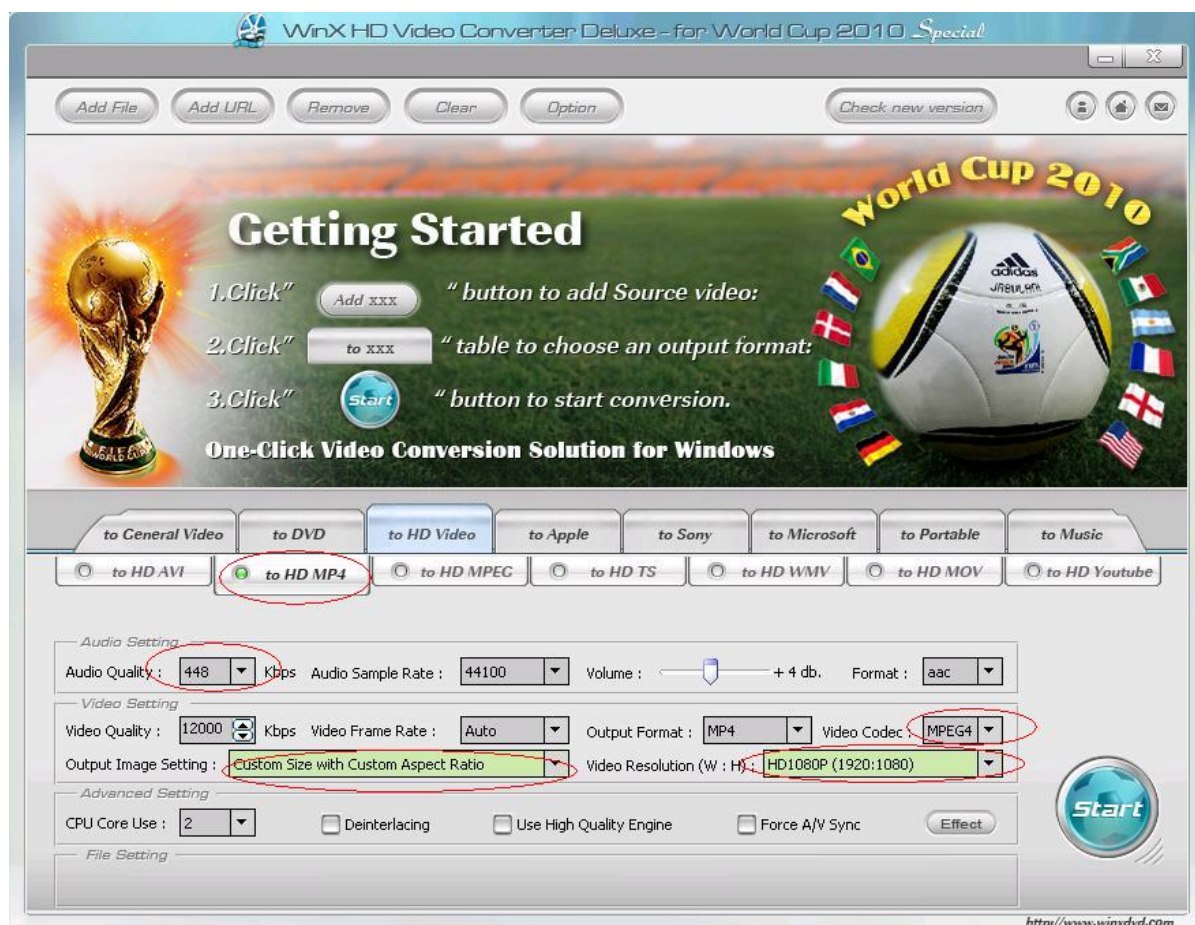 WinX HD Video Converter Deluxe - for World Cup 2010 Special
Add File Add URL Remove Clear Option Check new version
World Cup 2010
Getting Started
1.Click" Add xxx " button to add Source video:
2.Click" to xxx " table to choose an output format:
3.Click" Start " button to start conversion.
One-Click Video Conversion Solution for Windows
adidas
JABULANI
FIFA
WORLD CUP
to General Video to DVD to HD Video to Apple to Sony to Microsoft to Portable to Music
to HD AVI to HD MP4 to HD MPEG to HD TS to HD WMV to HD MOV to HD Youtube
Audio Setting
Audio Quality : 448 Kbps Audio Sample Rate : 44100 Volume : + 4 db. Format : aac
Video Setting
Video Quality : 12000 Kbps Video Frame Rate : Auto Output Format : MP4 Video Codec : MPEG4
Output Image Setting : Custom Size with Custom Aspect Ratio Video Resolution (W : H) : HD1080P (1920:1080)
Advanced Setting
CPU Core Use : 2 Deinterlacing Use High Quality Engine Force A/V Sync Effect
Start
File Setting
http://www.winxdvd.com